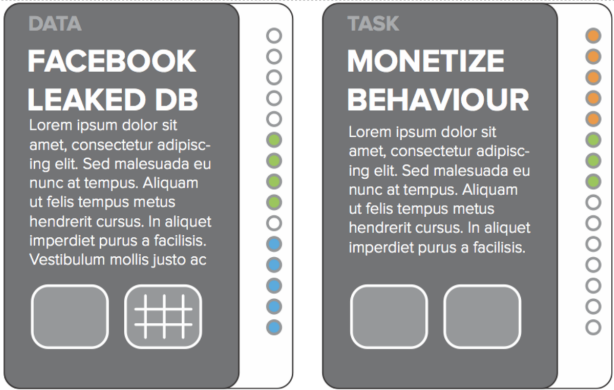 DATA
FACEBOOK
LEAKED DB
Lorem ipsum dolor sit
amet, consectetur adipisc-
ing elit. Sed malesuada eu
nunc at tempus. Aliquam
ut felis tempus metus
hendrerit cursus. In aliquet
imperdiet purus a facilisis.
Vestibulum mollis justo ac
TASK
MONETIZE
BEHAVIOUR
Lorem ipsum dolor sit
amet, consectetur adipisc-
ing elit. Sed malesuada eu
nunc at tempus. Aliquam
ut felis tempus metus
hendrerit cursus. In aliquet
imperdiet purus a facilisis.